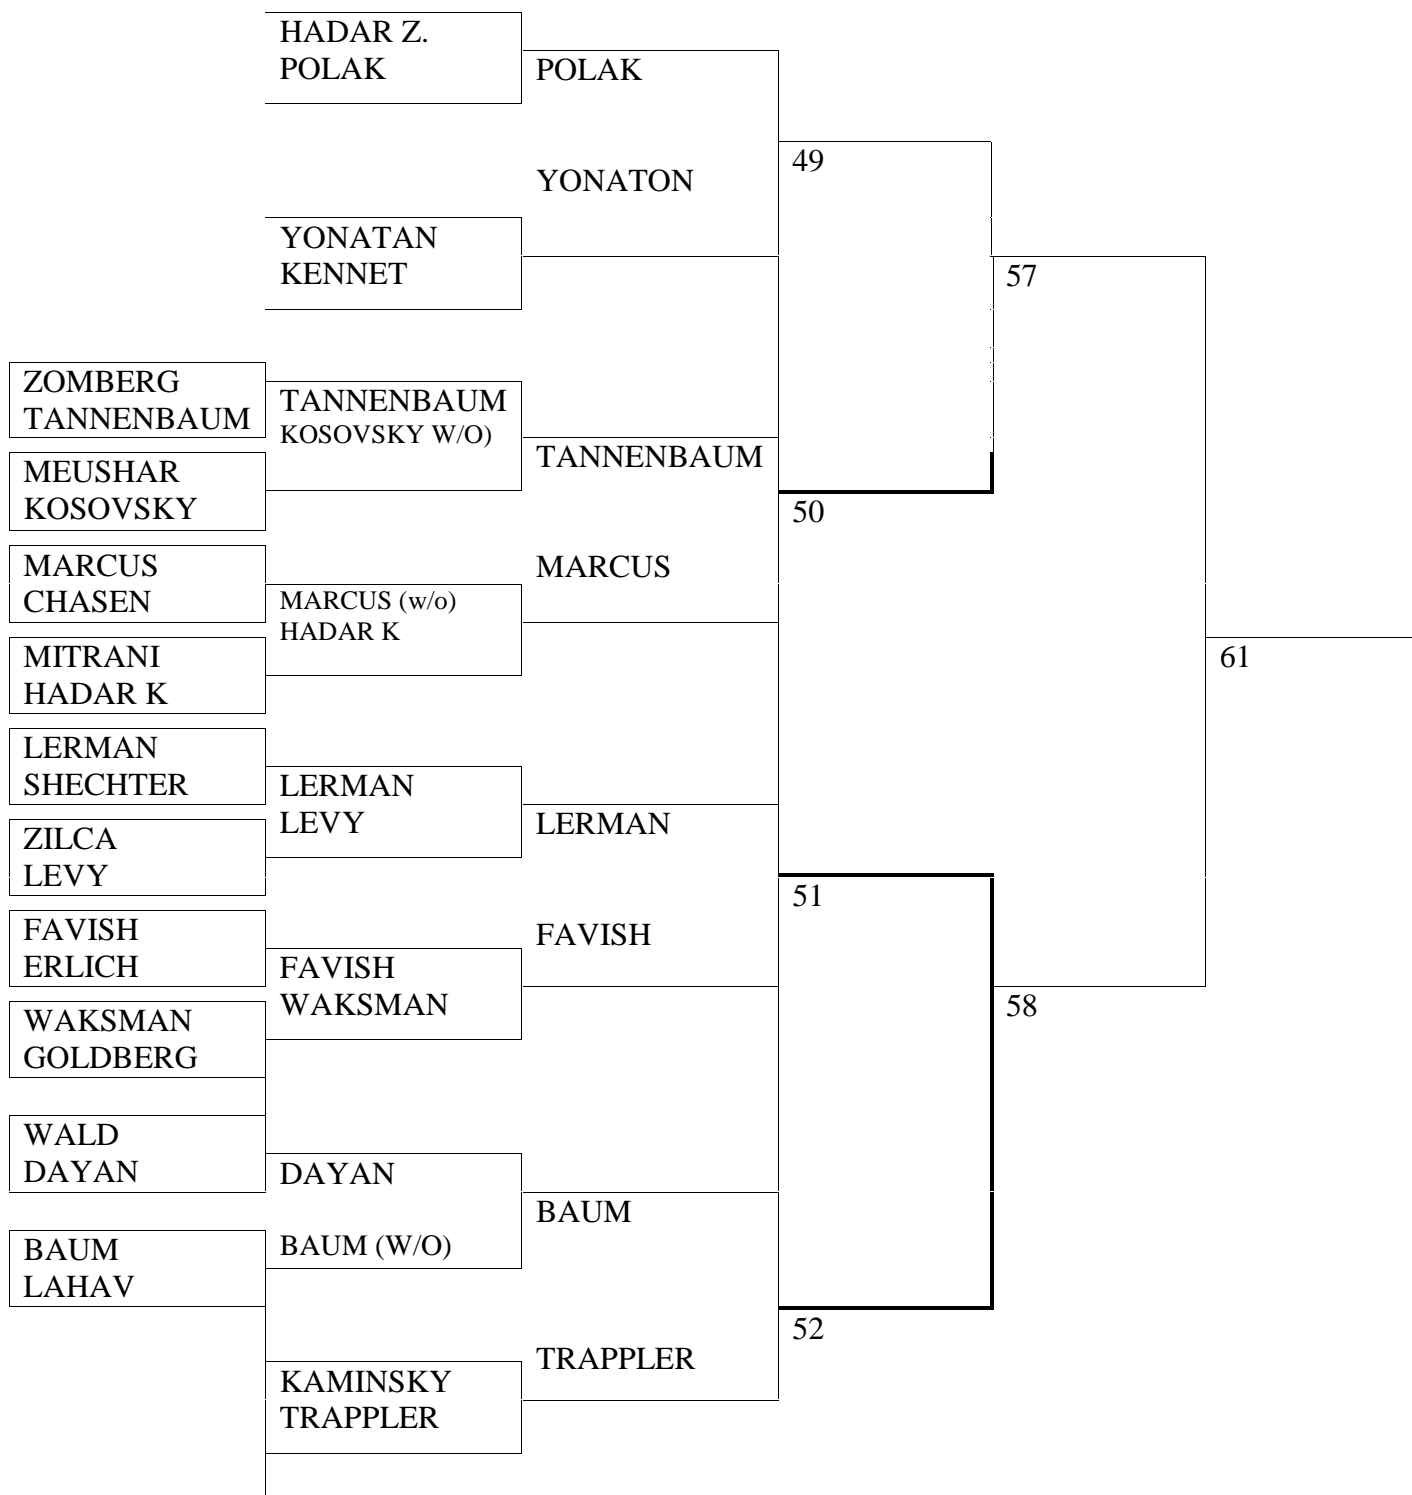 HADAR Z.
POLAK
YONATAN
KENNET
ZOMBERG
TANNENBAUM
MEUSHAR
KOSOVSKY
MARCUS
CHASEN
MITRANI
HADAR K
LERMAN
SHECHTER
ZILCA
LEVY
FAVISH
ERLICH
WAKSMAN
GOLDBERG
WALD
DAYAN
BAUM
LAHAV
TANNENBAUM
KOSOVSKY W/O)
MARCUS (w/o)
HADAR K
LERMAN
LEVY
FAVISH
WAKSMAN
DAYAN
BAUM (W/O)
KAMINSKY
TRAPPLER
POLAK
YONATON
TANNENBAUM
MARCUS
LERMAN
FAVISH
BAUM
TRAPPLER
49
50
51
52
57
58
61